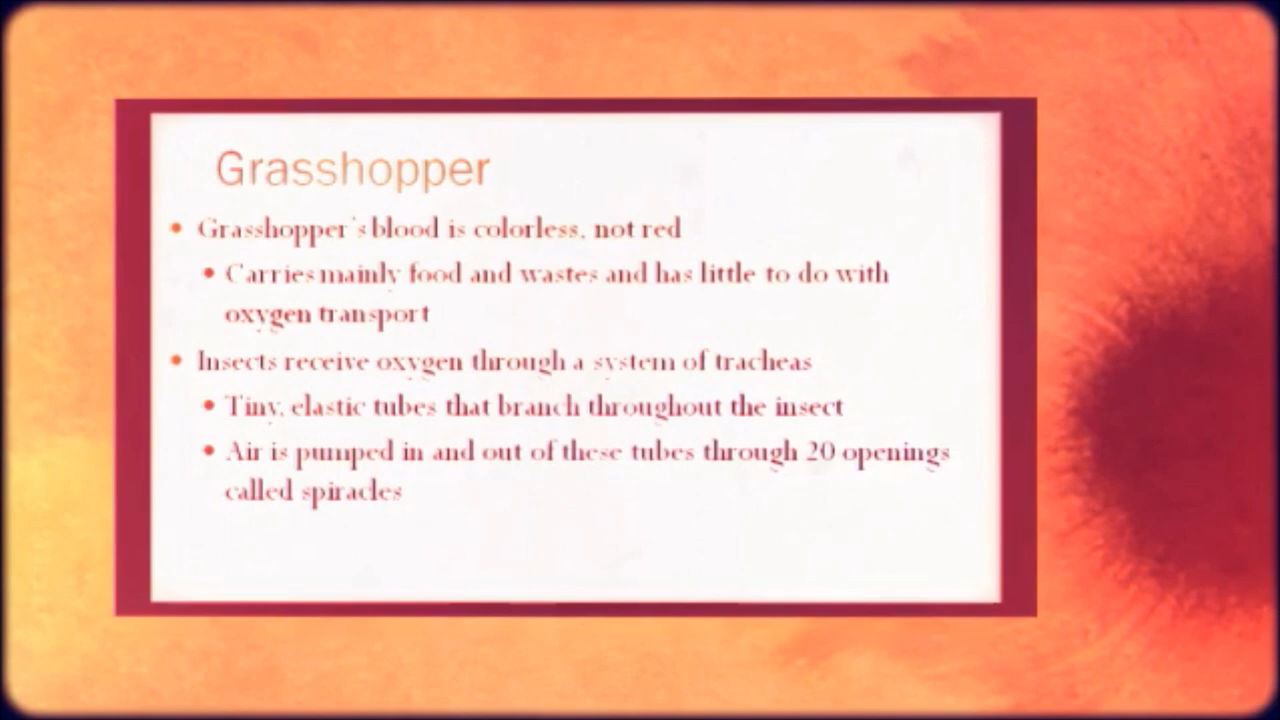 Grasshopper
• Grasshopper's blood is colorless, not red
• Carries mainly food and wastes and has little to do with
oxygen transport
• Insects receive oxygen through a system of tracheas
• Tiny, elastic tubes that branch throughout the insect
• Air is pumped in and out of these tubes through 20 openings
called spiracles